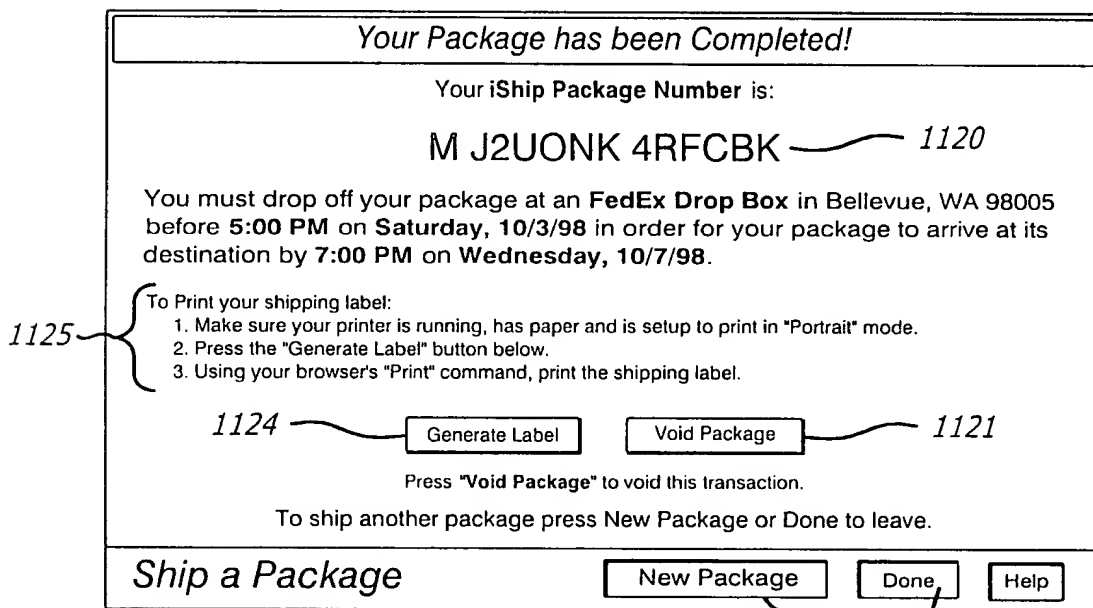 Your Package has been Completed!
Your iShip Package Number is:
M J2UONK 4RFCBK
1120
You must drop off your package at an FedEx Drop Box in Bellevue, WA 98005
before 5:00 PM on Saturday, 10/3/98 in order for your package to arrive at its
destination by 7:00 PM on Wednesday, 10/7/98.
1125
To Print your shipping label:
1. Make sure your printer is running, has paper and is setup to print in "Portrait" mode.
2. Press the "Generate Label" button below.
3. Using your browser's "Print" command, print the shipping label.
1124
Generate Label
Void Package
1121
Press "Void Package" to void this transaction.
To ship another package press New Package or Done to leave.
Ship a Package
New Package
Done
Help